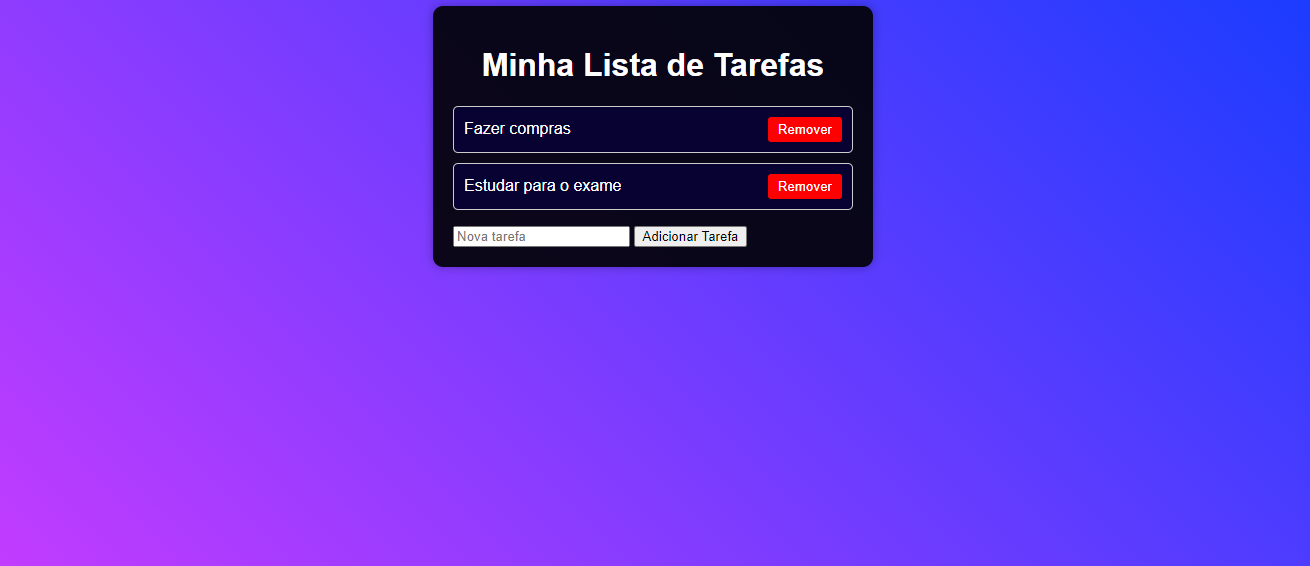 Minha Lista de Tarefas
Fazer compras Remover
Estudar para o exame Remover
Nova tarefa Adicionar Tarefa